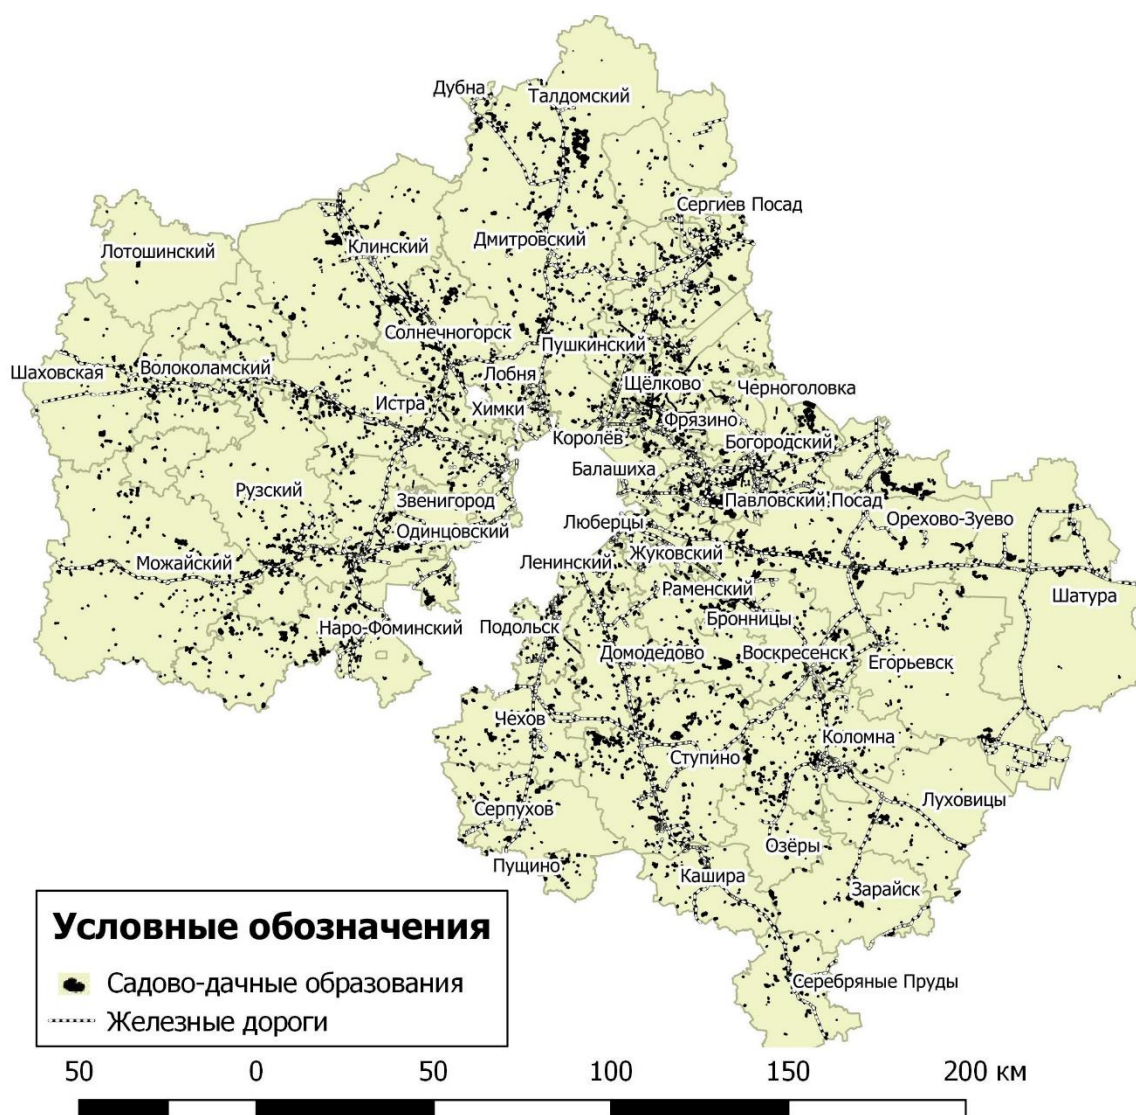 Дубна
Талдомский
Сергиев Посад
Дмитровский
Клинский
Лотошинский
Солнечногорск
Пушкинский
Шаховская
Волоколамский
Лобня
Щёлково
Черноголовка
Истра
Химки
Фрязино
Королёв
Богородский
Балашиха
Рузский
Звенигород
Павловский Посад
Орехово-Зуево
Одинцовский
Люберцы
Жуковский
Можайский
Ленинский
Раменский
Шатура
Бронницы
Наро-Фоминский
Подольск
Домодедово
Воскресенск
Егорьевск
Чехов
Коломна
Ступино
Луховицы
Серпухов
Озёры
Пущино
Кашира
Зарайск
Серебряные Пруды
Условные обозначения
Садово-дачные образования
Железные дороги
50 0 50 100 150 200 км